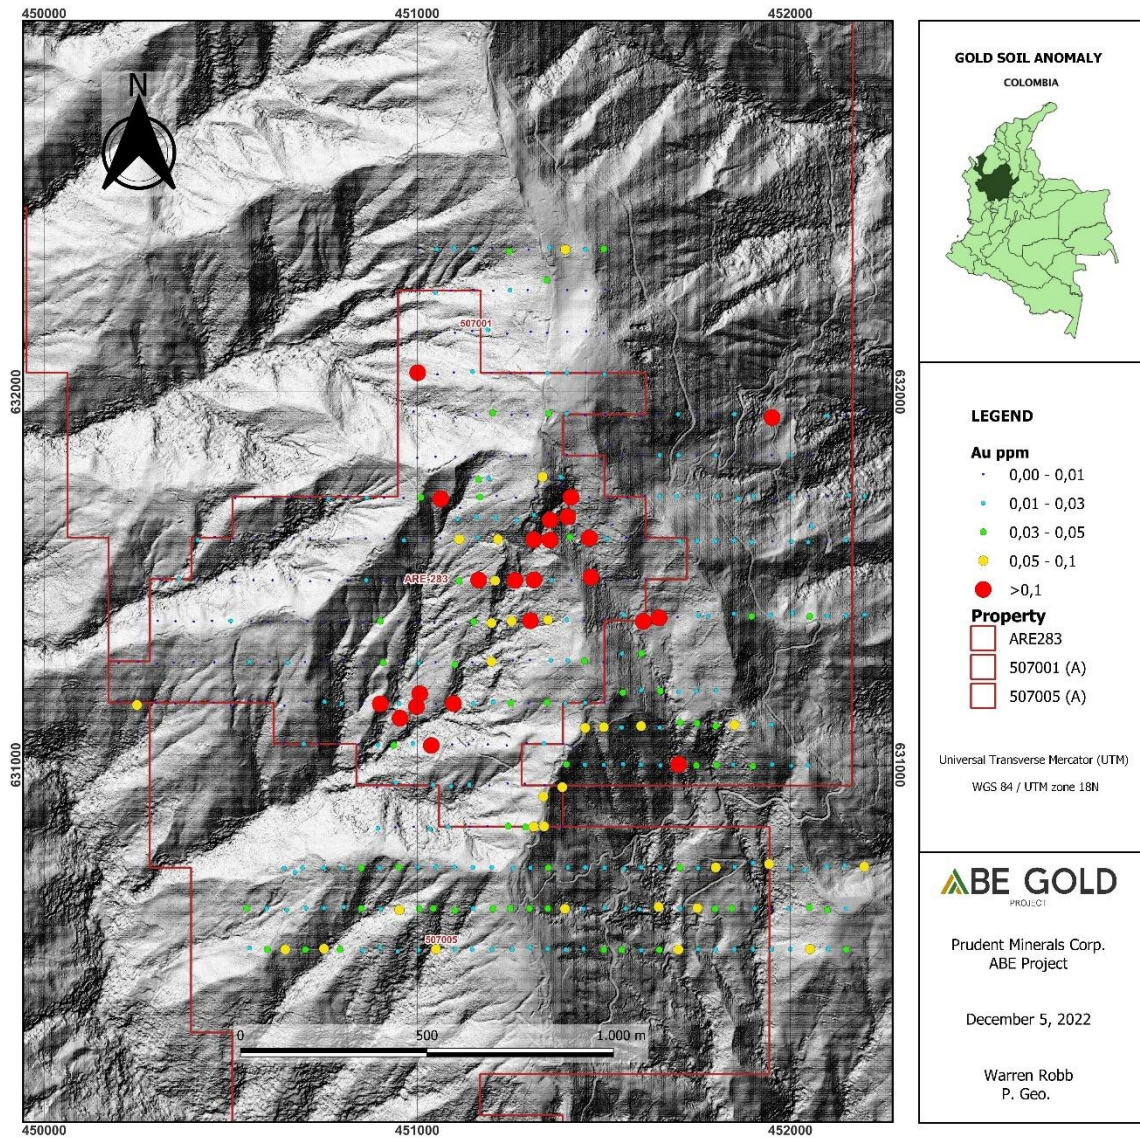 450000
451000
452000
N
632000
632000
507001
ARE-283
631000
631000
507005
0
500
1.000 m
450000
451000
452000
GOLD SOIL ANOMALY
COLOMBIA
LEGEND
Au ppm
0,00 - 0,01
0,01 - 0,03
0,03 - 0,05
0,05 - 0,1
>0,1
Property
ARE283
507001 (A)
507005 (A)
Universal Transverse Mercator (UTM)
WGS 84 / UTM zone 18N
ABE GOLD
PROJECT
Prudent Minerals Corp.
ABE Project
December 5, 2022
Warren Robb
P. Geo.